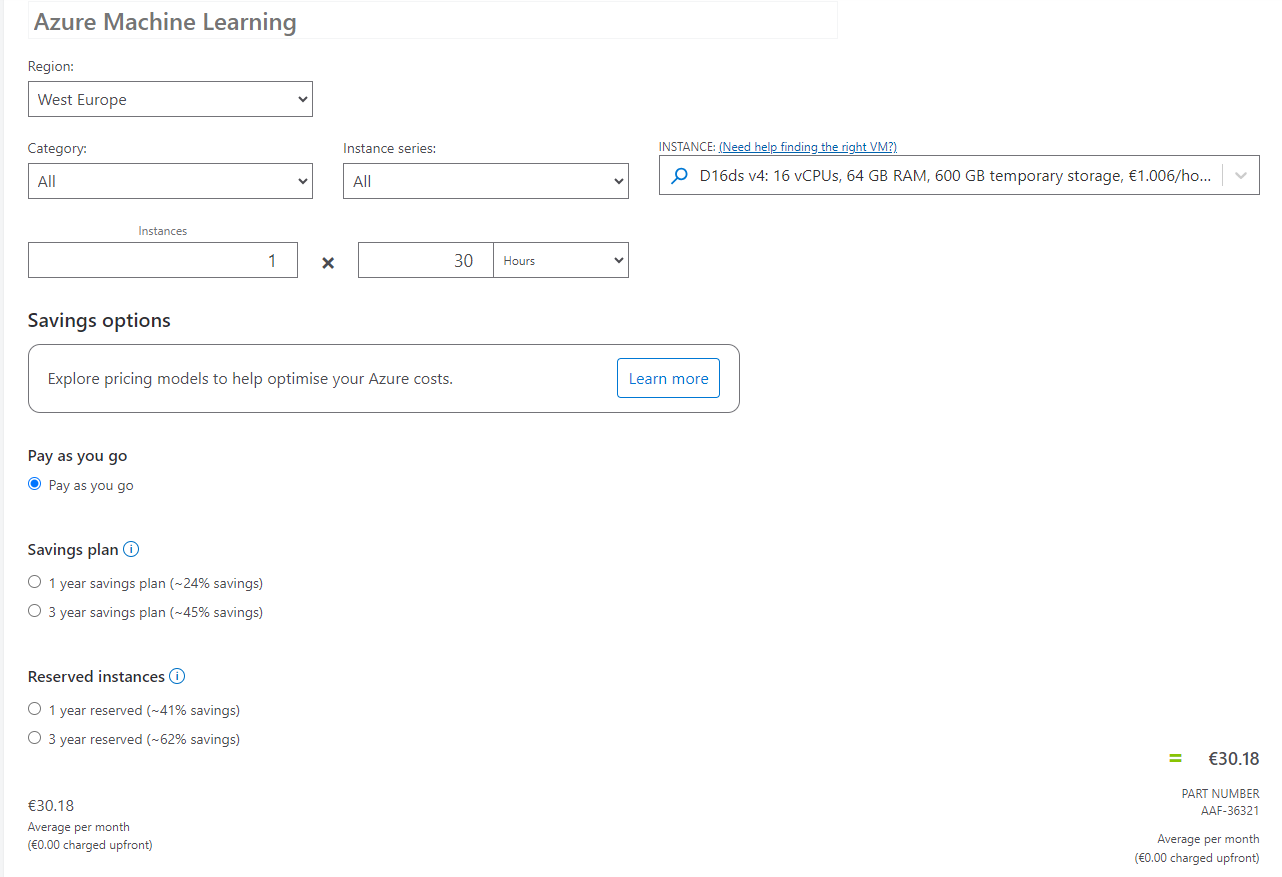 Azure Machine Learning
Region:
West Europe
Category:
Instance series:
INSTANCE: (Need help finding the right VM?)
All
All
D16ds v4: 16 vCPUs, 64 GB RAM, 600 GB temporary storage, €1.006/ho...
Instances
1
30
Hours
Savings options
Explore pricing models to help optimise your Azure costs.
Learn more
Pay as you go
Pay as you go
Savings plan
1 year savings plan (~24% savings)
3 year savings plan (~45% savings)
Reserved instances
1 year reserved (~41% savings)
3 year reserved (~62% savings)
= €30.18
PART NUMBER
AAF-36321
Average per month
(€0.00 charged upfront)
€30.18
Average per month
(€0.00 charged upfront)